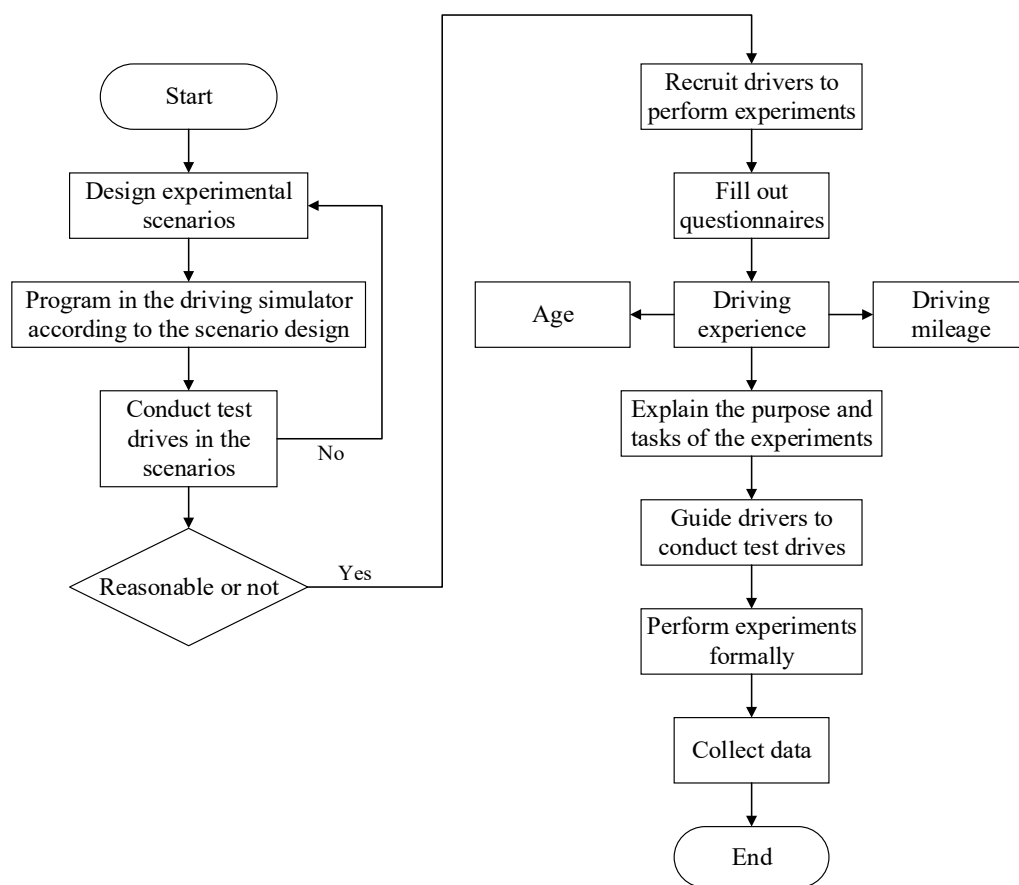 Start
Design experimental
scenarios
Program in the driving simulator
according to the scenario design
Conduct test
drives in the
scenarios
No
Reasonable or not
Yes
Recruit drivers to
perform experiments
Fill out
questionnaires
Age
Driving
experience
Driving
mileage
Explain the purpose and
tasks of the experiments
Guide drivers to
conduct test drives
Perform experiments
formally
Collect data
End